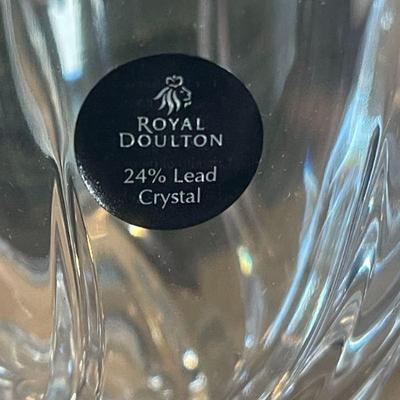 ROYAL
DOULTON
24% Lead
Crystal